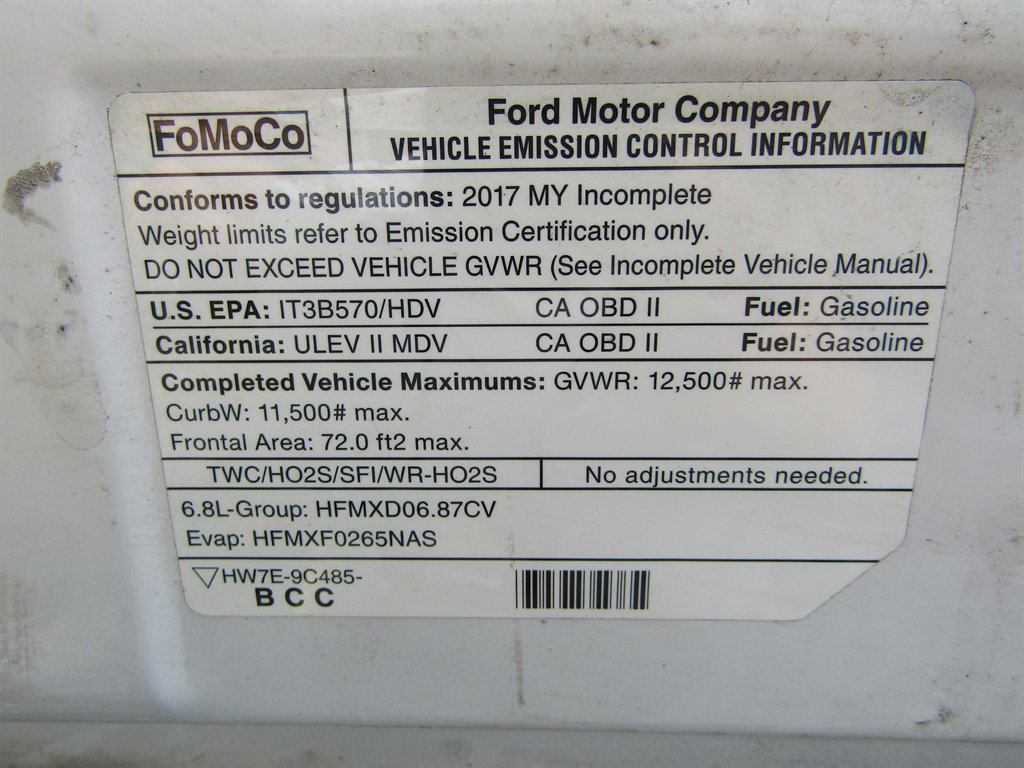 FoMoCo
Ford Motor Company
VEHICLE EMISSION CONTROL INFORMATION
Conforms to regulations: 2017 MY Incomplete
Weight limits refer to Emission Certification only.
DO NOT EXCEED VEHICLE GVWR (See Incomplete Vehicle Manual).
U.S. EPA: IT3B570/HDV CA OBD II Fuel: Gasoline
California: ULEV II MDV CA OBD II Fuel: Gasoline
Completed Vehicle Maximums: GVWR: 12,500# max.
CurbW: 11,500# max.
Frontal Area: 72.0 ft2 max.
TWC/HO2S/SFI/WR-HO2S No adjustments needed.
6.8L-Group: HFMXD06.87CV
Evap: HFMXF0265NAS
HW7E-9C485-
B C C